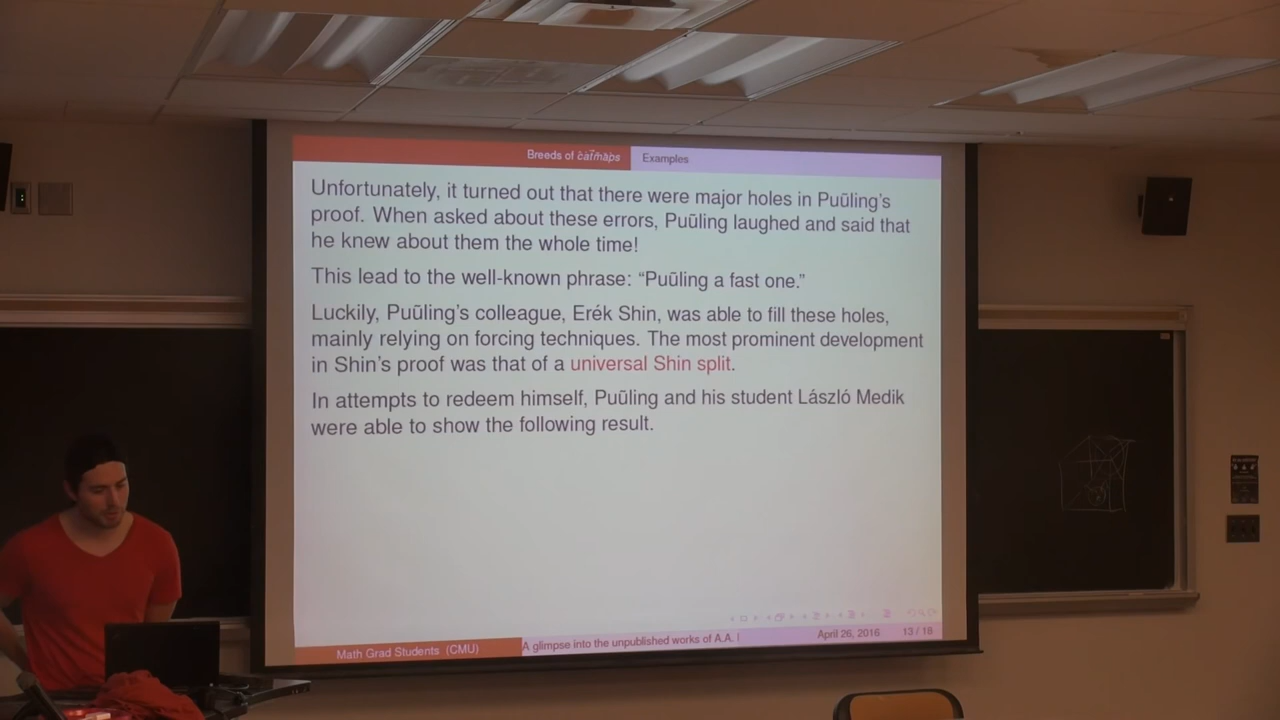 Breeds of c̄āt̄m̄āps Examples
Unfortunately, it turned out that there were major holes in Puūling's
proof. When asked about these errors, Puūling laughed and said that
he knew about them the whole time!
This lead to the well-known phrase: “Puūling a fast one.”
Luckily, Puūling's colleague, Erék Shin, was able to fill these holes,
mainly relying on forcing techniques. The most prominent development
in Shin's proof was that of a universal Shin split.
In attempts to redeem himself, Puūling and his student László Medik
were able to show the following result.
Math Grad Students (CMU) A glimpse into the unpublished works of A.A. April 26, 2016 13 / 18